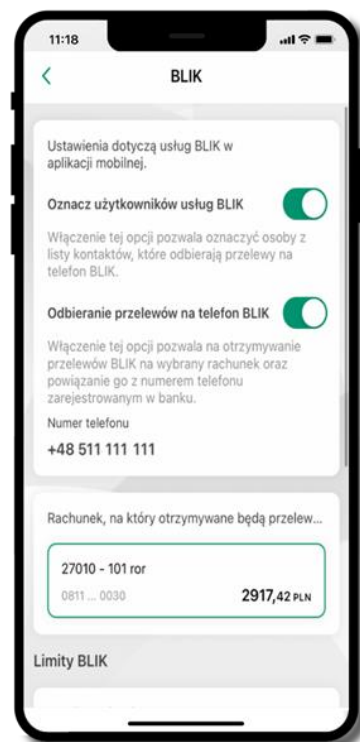 11:18
BLIK
Ustawienia dotyczą usług BLIK w
aplikacji mobilnej.
Oznacz użytkowników usług BLIK
Włączenie tej opcji pozwala oznaczyć osoby z
listy kontaktów, które odbierają przelewy na
telefon BLIK.
Odbieranie przelewów na telefon BLIK
Włączenie tej opcji pozwala na otrzymywanie
przelewów BLIK na wybrany rachunek oraz
powiązanie go z numerem telefonu
zarejestrowanym w banku.
Numer telefonu
+48 511 111 111
Rachunek, na który otrzymywane będą przelew...
27010 - 101 ror
0811 ... 0030 2917,42 PLN
Limity BLIK